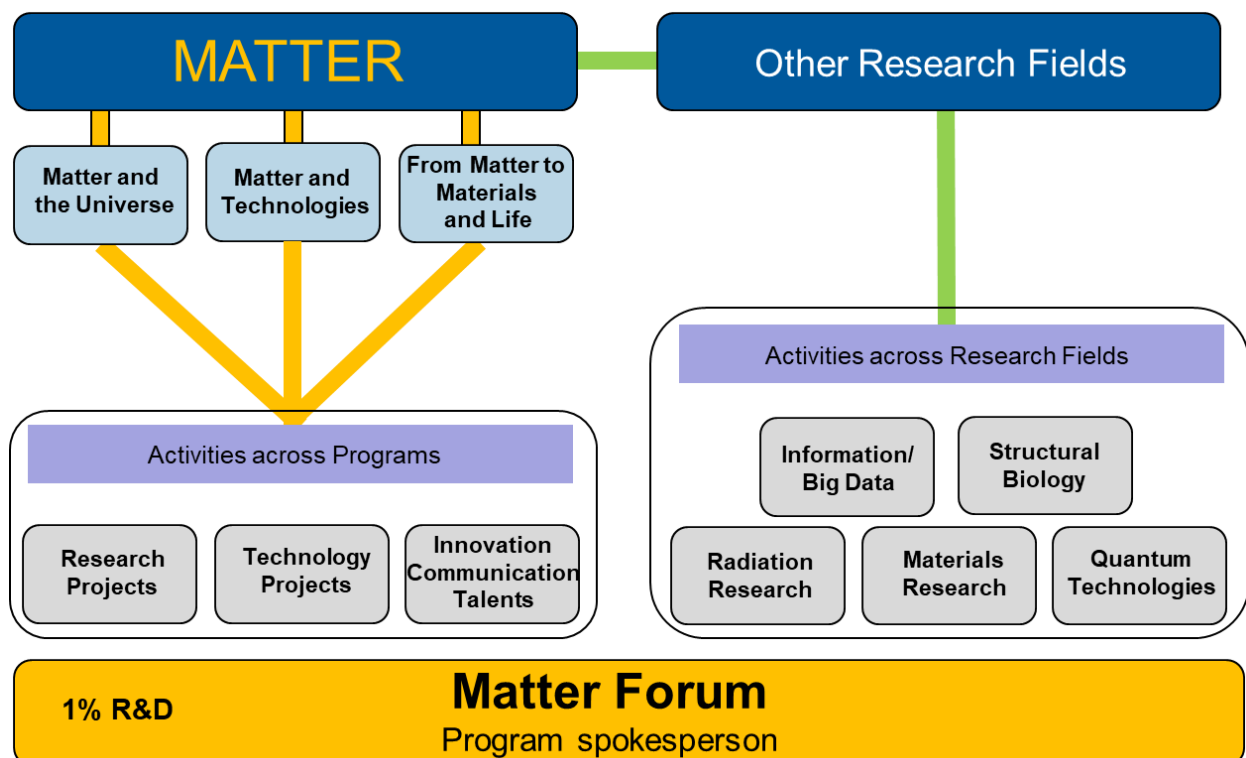 MATTER
Other Research Fields
Matter and
the Universe
Matter and
Technologies
From Matter to
Materials
and Life
Activities across Research Fields
Activities across Programs
Information/
Big Data
Structural
Biology
Research
Projects
Technology
Projects
Innovation
Communication
Talents
Radiation
Research
Materials
Research
Quantum
Technologies
1% R&D
Matter Forum
Program spokesperson